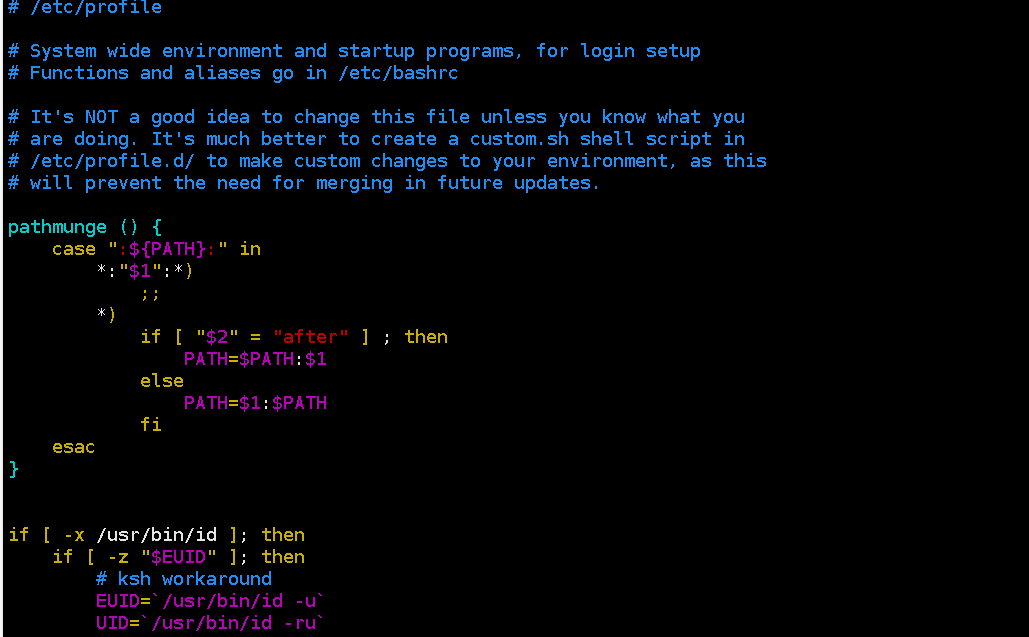 # /etc/profile

# System wide environment and startup programs, for login setup
# Functions and aliases go in /etc/bashrc

# It's NOT a good idea to change this file unless you know what you
# are doing. It's much better to create a custom.sh shell script in
# /etc/profile.d/ to make custom changes to your environment, as this
# will prevent the need for merging in future updates.

pathmunge () {
    case ":${PATH}:" in
        *:"$1":*)
            ;;
        *)
            if [ "$2" = "after" ] ; then
                PATH=$PATH:$1
            else
                PATH=$1:$PATH
            fi
    esac
}


if [ -x /usr/bin/id ]; then
    if [ -z "$EUID" ]; then
        # ksh workaround
        EUID=`/usr/bin/id -u`
        UID=`/usr/bin/id -ru`